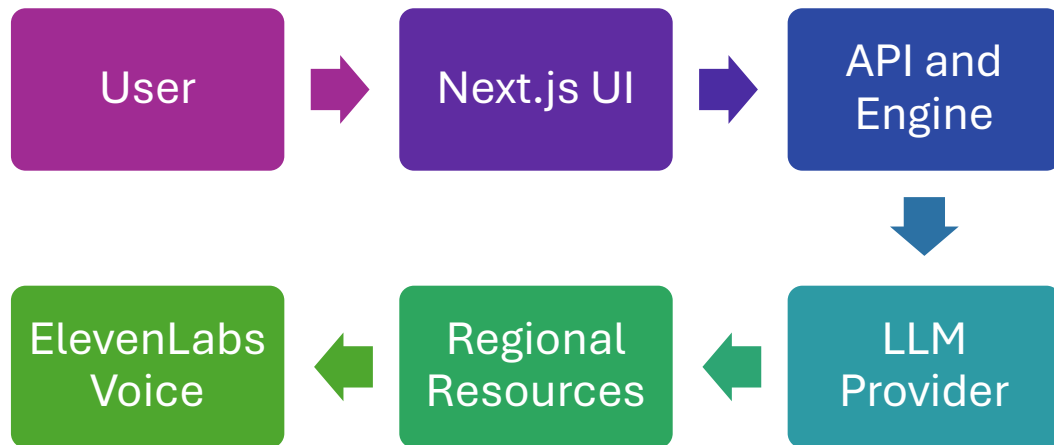 User
Next.js UI
API and
Engine
ElevenLabs
Voice
Regional
Resources
LLM
Provider